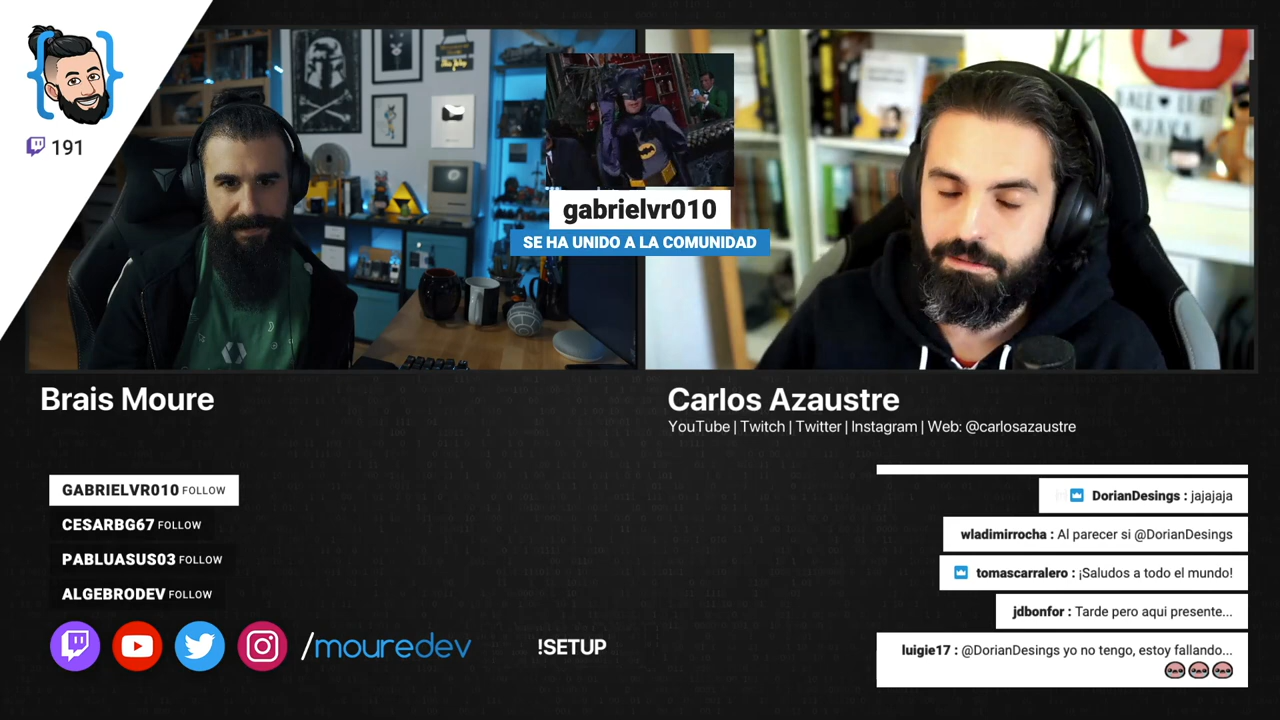 191
gabrielvr010
SE HA UNIDO A LA COMUNIDAD
Brais Moure
Carlos Azaustre
YouTube | Twitch | Twitter | Instagram | Web: @carlosazaustre
GABRIELVR010 FOLLOW
CESARBG67 FOLLOW
PABLUASUS03 FOLLOW
ALGEBRODEV FOLLOW
/mouredev
!SETUP
DorianDesings : jajajaja
wladimirrocha : Al parecer si @DorianDesings
tomascarralero : ¡Saludos a todo el mundo!
jdbonfor : Tarde pero aqui presente...
luigie17 : @DorianDesings yo no tengo, estoy fallando...